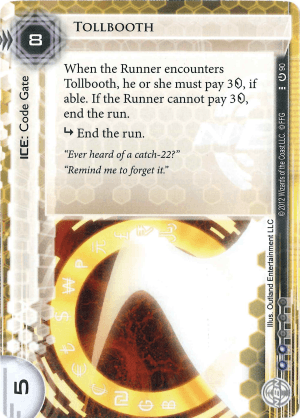 TOLLBOOTH
8
ICE: Code Gate
When the Runner encounters
Tollbooth, he or she must pay 3, if
able. If the Runner cannot pay 3,
end the run.
↳ End the run.
“Ever heard of a catch-22?”
“Remind me to forget it.”
90
© 2012 Wizards of the Coast LLC. © FFG
Illus. Outland Entertainment LLC
5